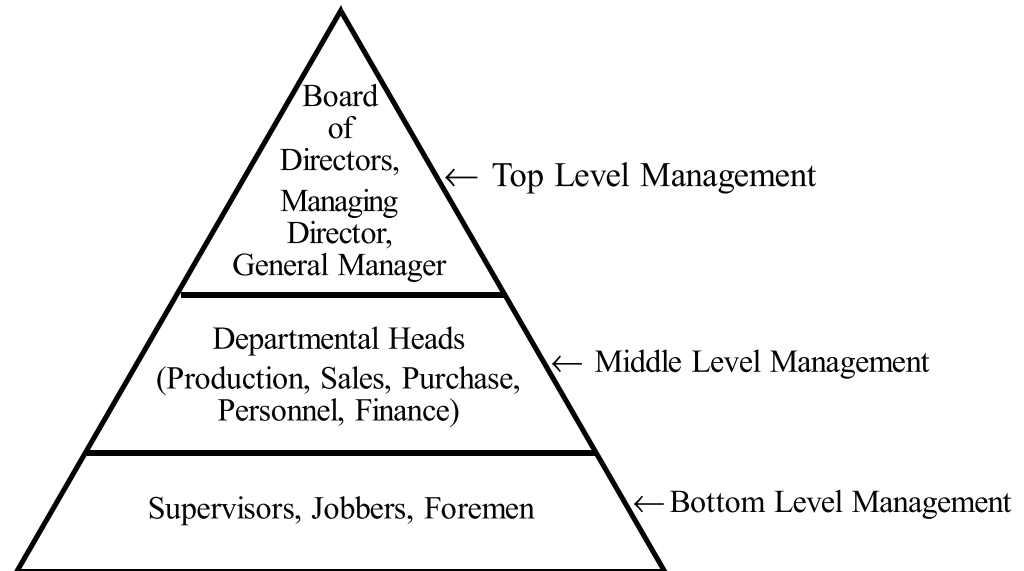 Board
of
Directors,
Managing
Director,
General Manager
← Top Level Management
Departmental Heads
(Production, Sales, Purchase,
Personnel, Finance)
← Middle Level Management
Supervisors, Jobbers, Foremen
← Bottom Level Management